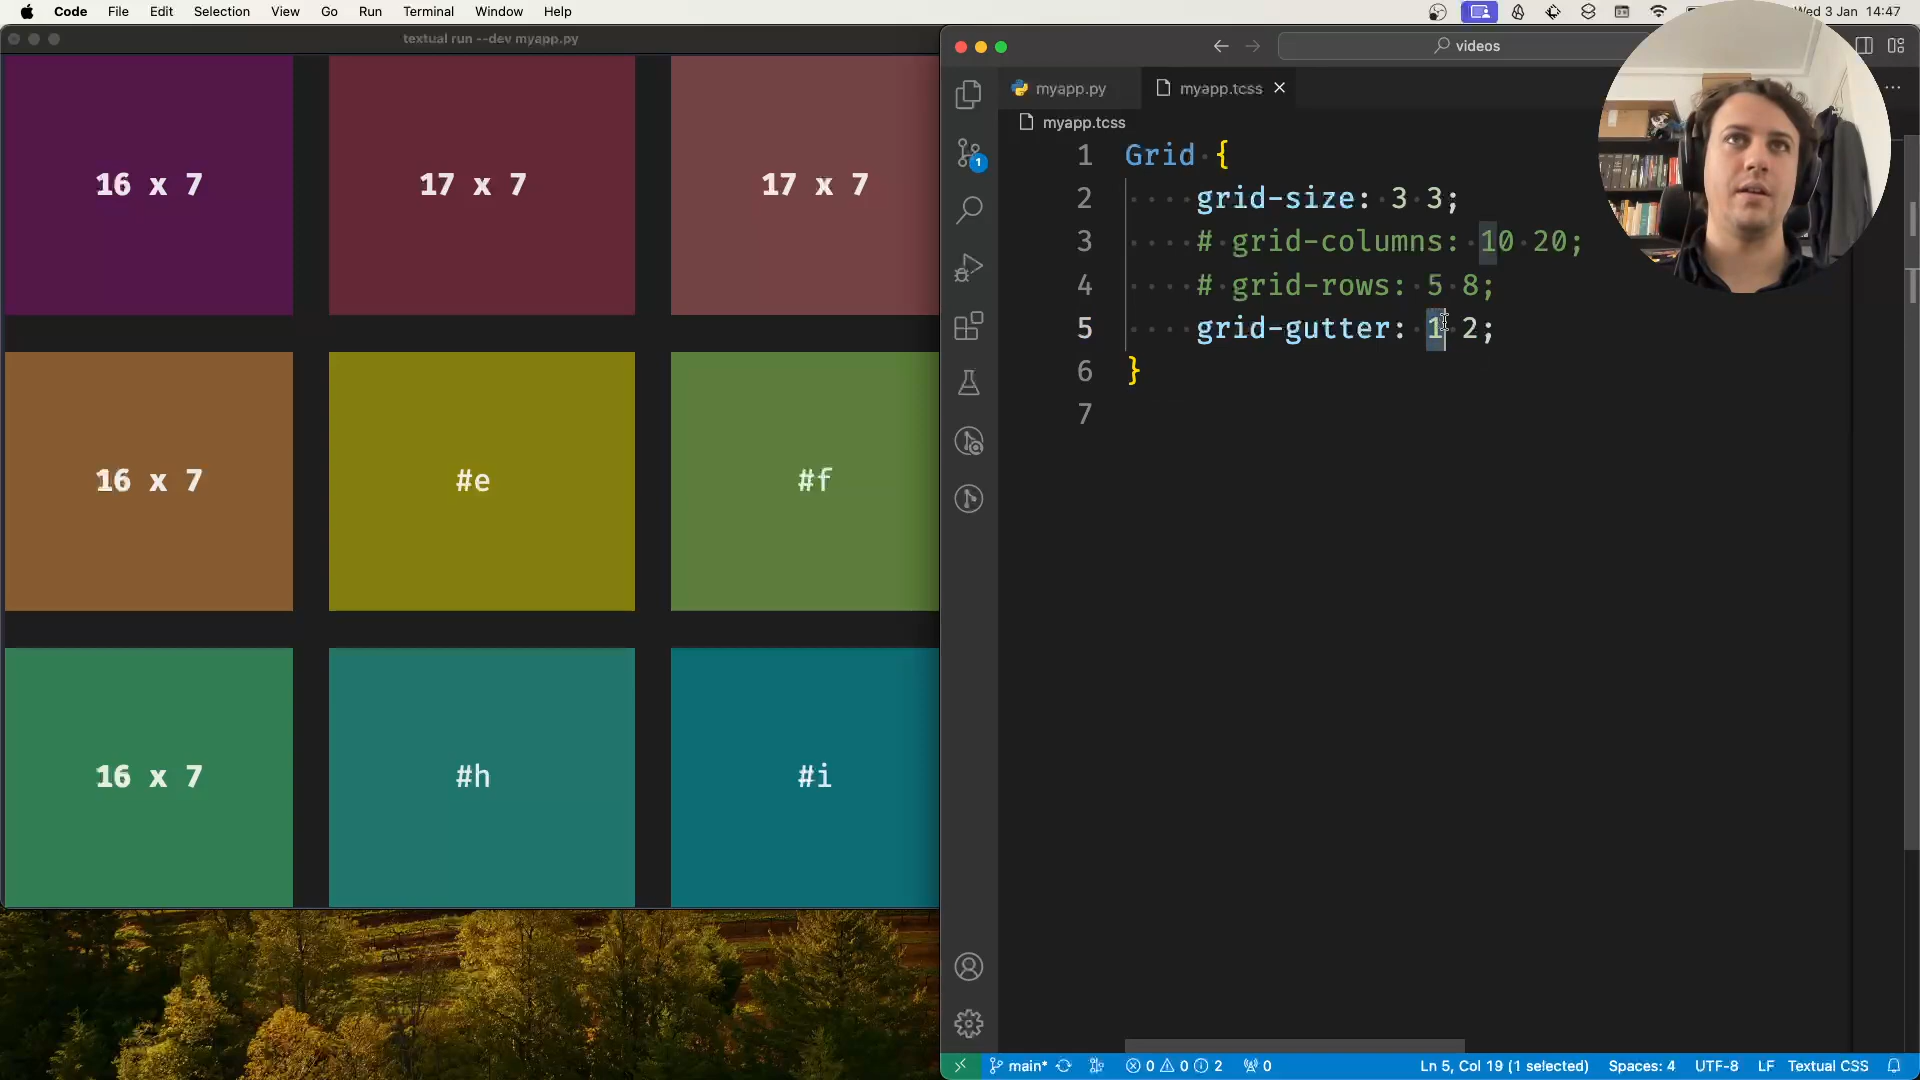 Code File Edit Selection View Go Run Terminal Window Help
Wed 3 Jan 14:47
textual run --dev myapp.py
16 x 7
17 x 7
17 x 7
16 x 7
#e
#f
16 x 7
#h
#i
videos
myapp.py
myapp.tcss
myapp.tcss
1 Grid {
2 grid-size: 3 3;
3 # grid-columns: 10 20;
4 # grid-rows: 5 8;
5 grid-gutter: 1 2;
6 }
7
1
main* 0 0 2 0 Ln 5, Col 19 (1 selected) Spaces: 4 UTF-8 LF Textual CSS